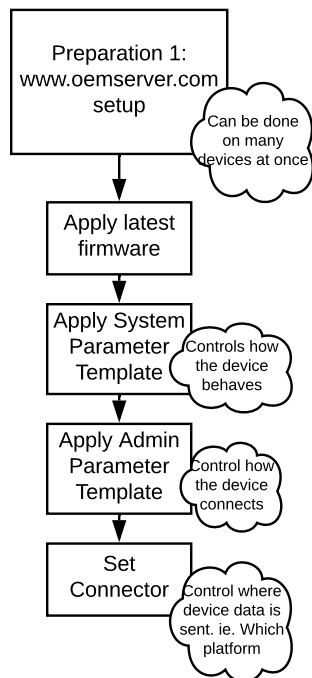 Preparation 1:
www.oemserver.com
setup
Can be done
on many
devices at once
Apply latest
firmware
Apply System
Parameter
Template
Controls how
the device
behaves
Apply Admin
Parameter
Template
Control how
the device
connects
Set
Connector
Control where
device data is
sent. ie. Which
platform